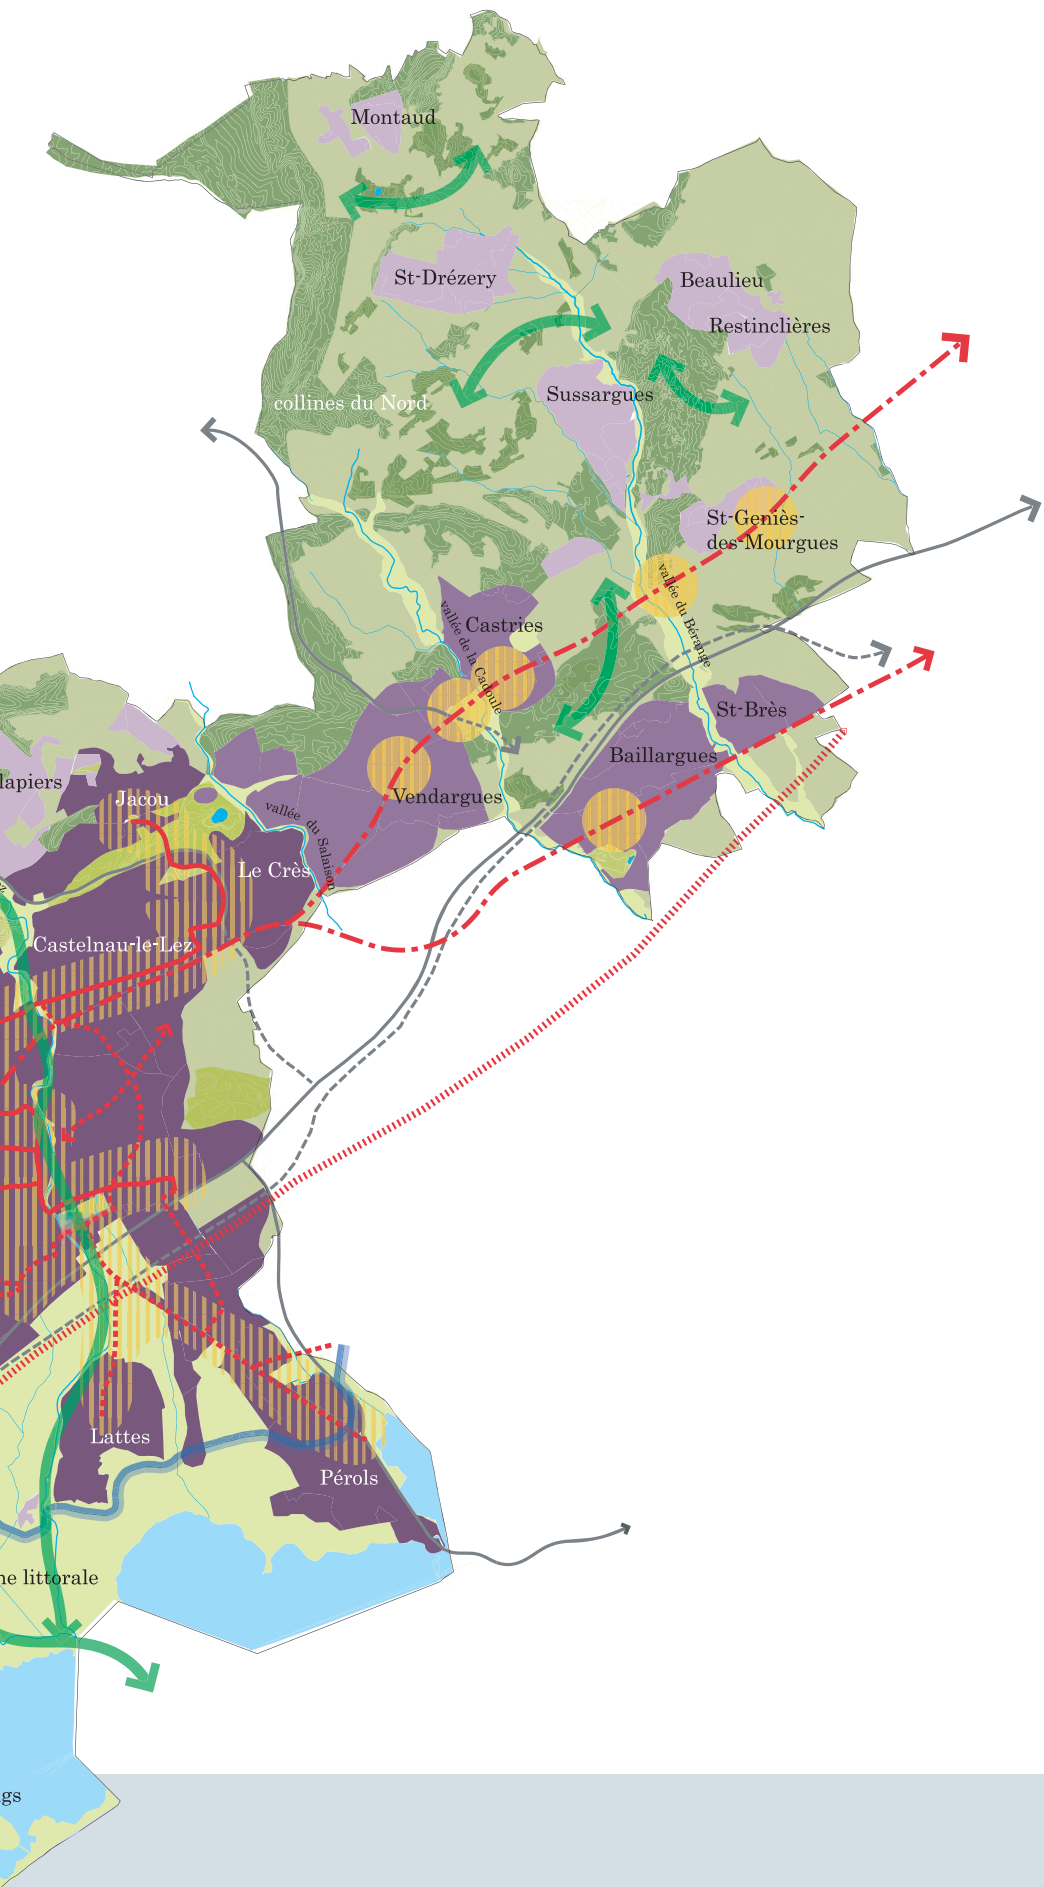 Montaud
St-Drézery
Beaulieu
Restinclières
Sussargues
collines du Nord
St-Geniès-
des-Mourgues
vallée du Bérange
vallée de la Cadoule
Castries
St-Brès
Baillargues
lapiers
Jacou
Vendargues
vallée du Salaison
Le Crès
Castelnau-le-Lez
Lattes
Pérols
ne littorale
gs